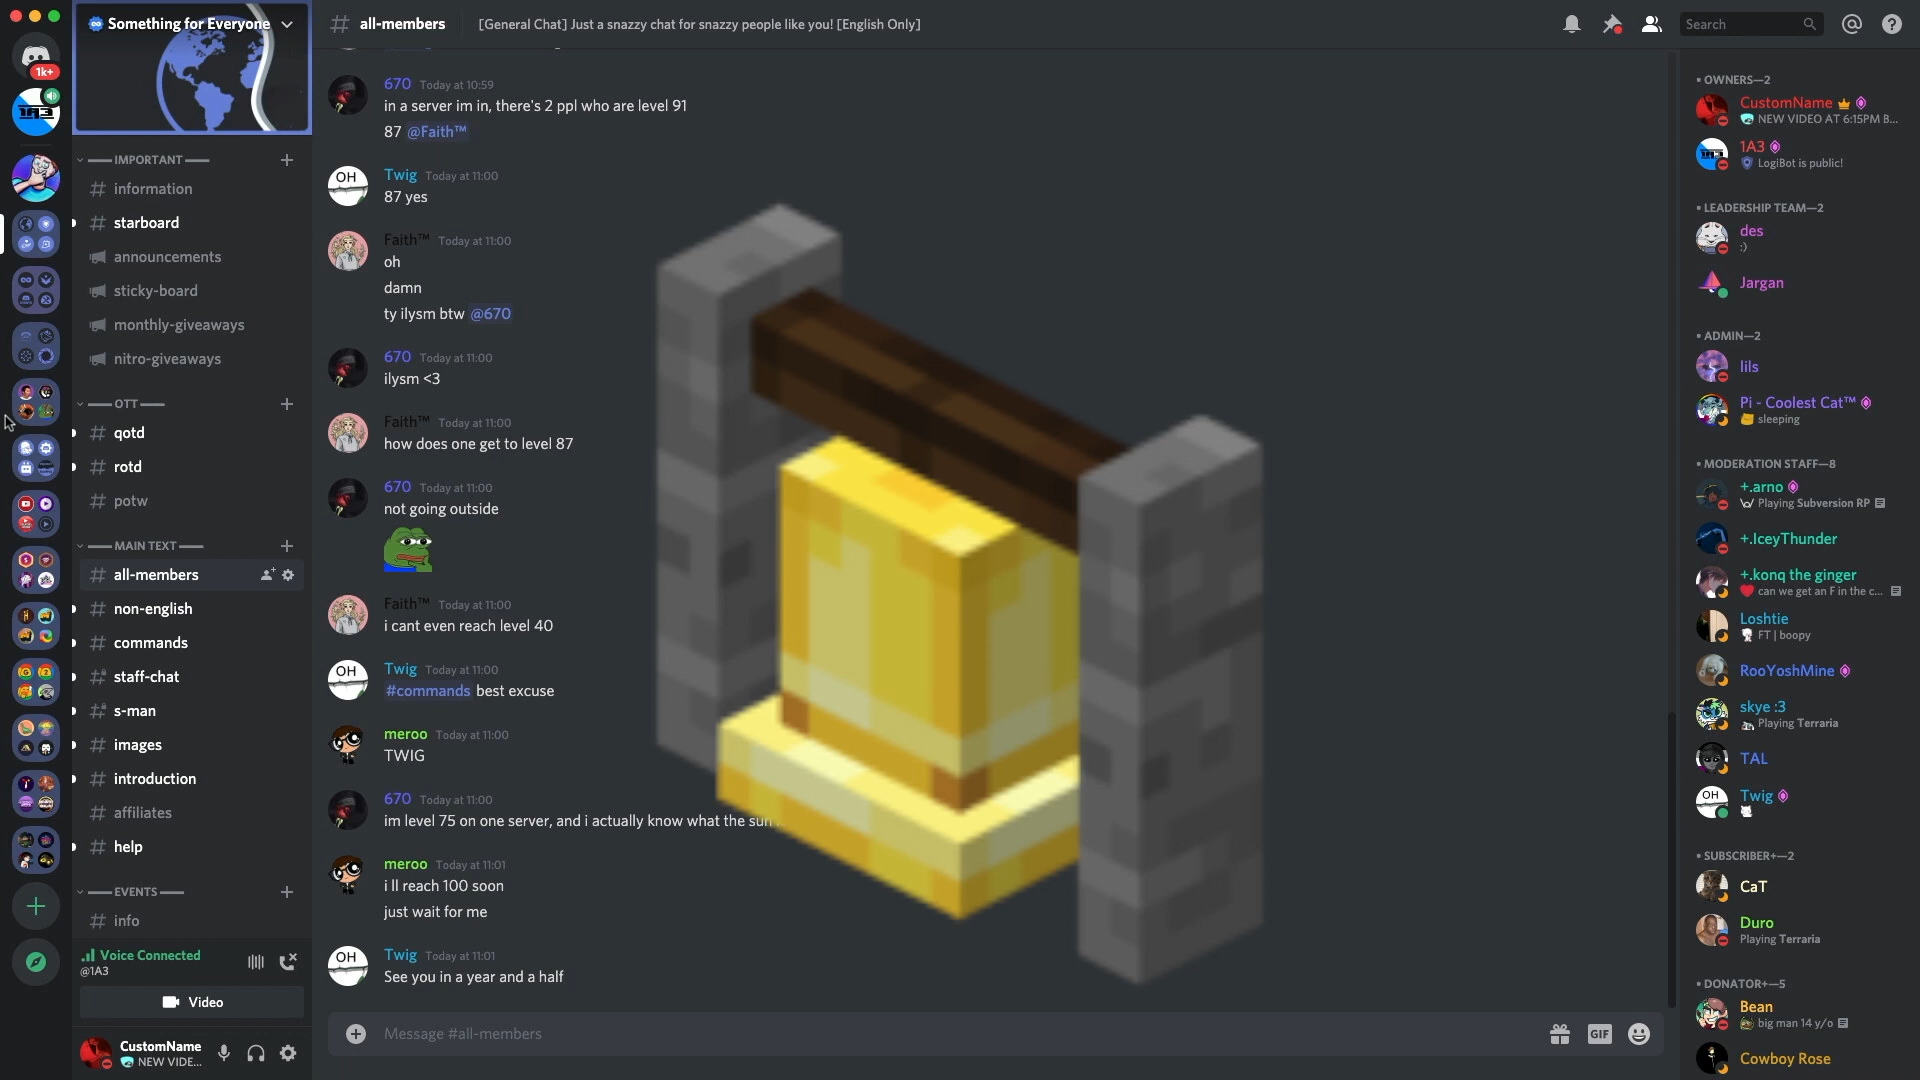 Something for Everyone
# all-members
[General Chat] Just a snazzy chat for snazzy people like you! [English Only]
Search
1k+
1A3
IMPORTANT
information
starboard
announcements
sticky-board
monthly-giveaways
nitro-giveaways
OTT
qotd
rotd
potw
MAIN TEXT
all-members
non-english
commands
staff-chat
s-man
images
introduction
affiliates
help
EVENTS
info
Voice Connected
@1A3
Video
CustomName
NEW VIDE...
670 Today at 10:59
in a server im in, there's 2 ppl who are level 91
87 @Faith™
OH
Twig Today at 11:00
87 yes
Faith™ Today at 11:00
oh
damn
ty ilysm btw @670
670 Today at 11:00
ilysm <3
Faith™ Today at 11:00
how does one get to level 87
670 Today at 11:00
not going outside
Faith™ Today at 11:00
i cant even reach level 40
OH
Twig Today at 11:00
#commands best excuse
meroo Today at 11:00
TWIG
670 Today at 11:00
im level 75 on one server, and i actually know what the sun
meroo Today at 11:01
i ll reach 100 soon
just wait for me
OH
Twig Today at 11:01
See you in a year and a half
Message #all-members
GIF
• OWNERS—2
CustomName
NEW VIDEO AT 6:15PM B...
1A3
LogiBot is public!
• LEADERSHIP TEAM—2
des
:)
Jargan
• ADMIN—2
lils
Pi - Coolest Cat™
sleeping
• MODERATION STAFF—8
+.arno
Playing Subversion RP
+.IceyThunder
+.konq the ginger
can we get an F in the c...
Loshtie
FT | boopy
RooYoshMine
skye :3
Playing Terraria
TAL
OH
Twig
• SUBSCRIBER+—2
CaT
Duro
Playing Terraria
• DONATOR+—5
Bean
big man 14 y/o
Cowboy Rose